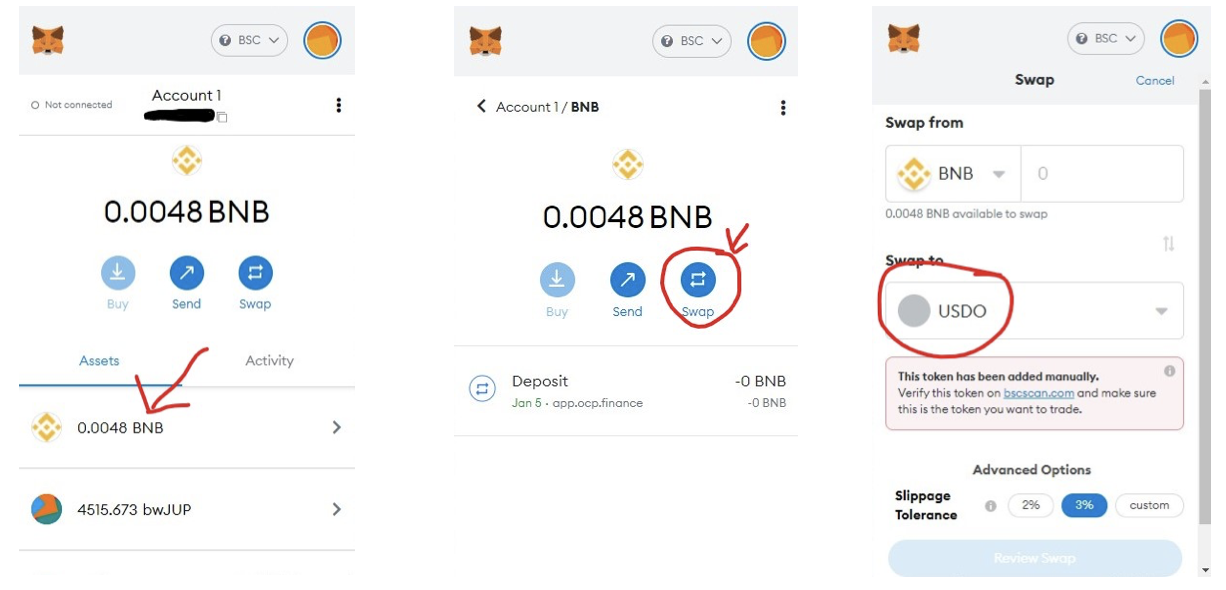 BSC
Not connected
Account 1
0.0048 BNB
Buy
Send
Swap
Assets
Activity
0.0048 BNB
4515.673 bwJUP
BSC
Account 1 / BNB
0.0048 BNB
Buy
Send
Swap
Deposit
-0 BNB
Jan 5 · app.ocp.finance
-0 BNB
BSC
Swap
Cancel
Swap from
BNB
0
0.0048 BNB available to swap
Swap to
USDO
This token has been added manually.
Verify this token on bscscan.com and make sure
this is the token you want to trade.
Advanced Options
Slippage
Tolerance
2%
3%
custom
Review Swap